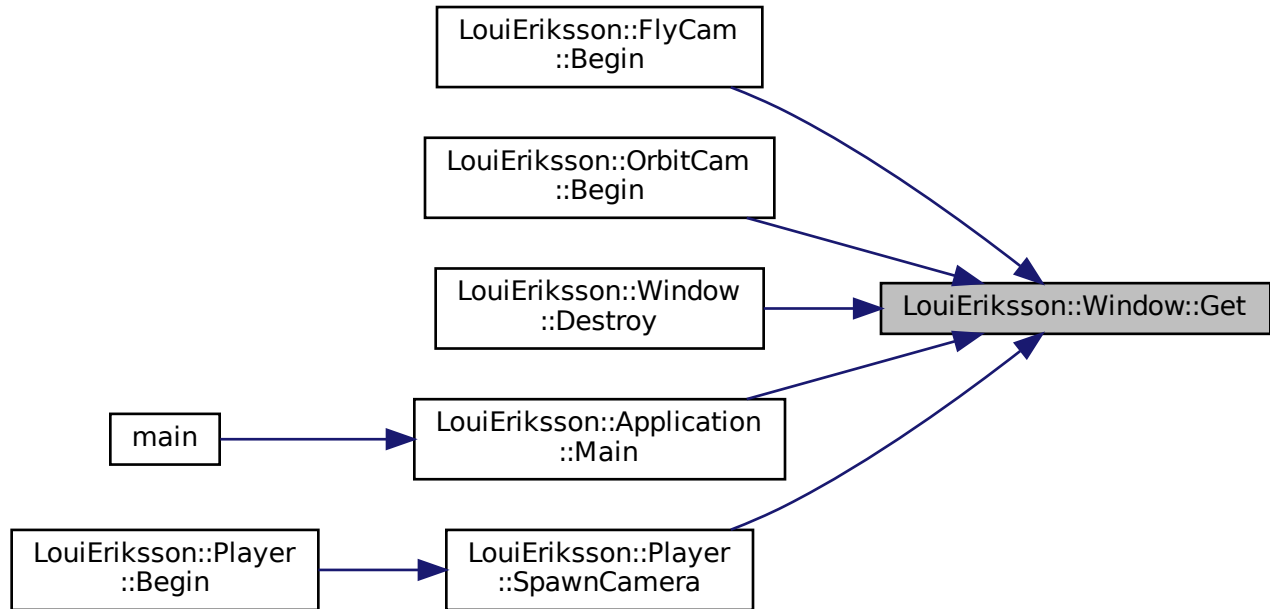 LouiEriksson::FlyCam
::Begin
LouiEriksson::OrbitCam
::Begin
LouiEriksson::Window
::Destroy
LouiEriksson::Window::Get
main
LouiEriksson::Application
::Main
LouiEriksson::Player
::Begin
LouiEriksson::Player
::SpawnCamera